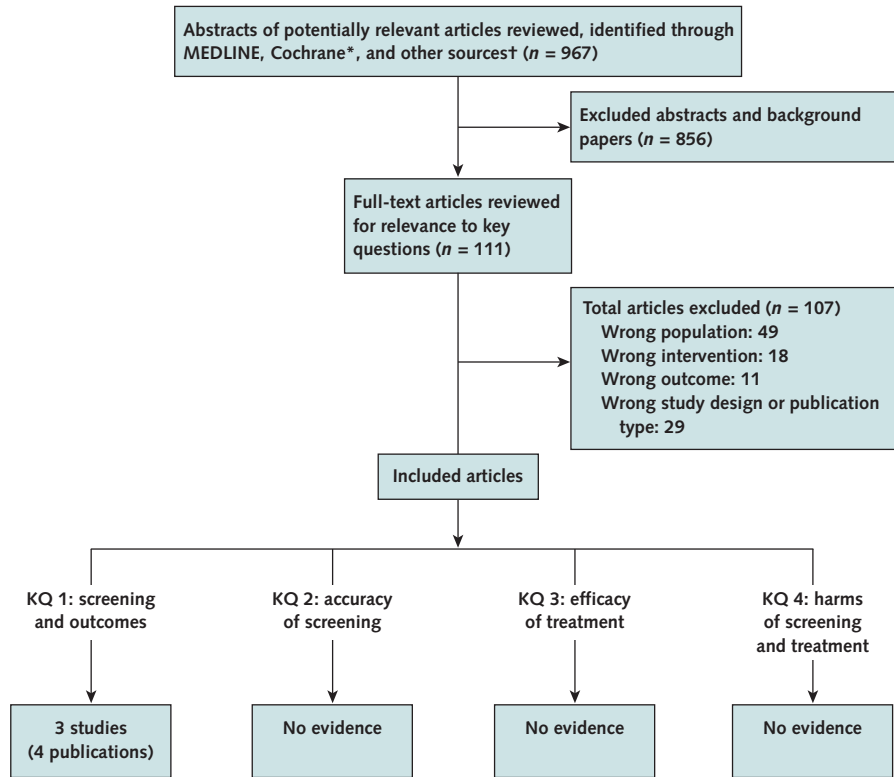 Abstracts of potentially relevant articles reviewed, identified through
MEDLINE, Cochrane*, and other sources† (n = 967)
Excluded abstracts and background
papers (n = 856)
Full-text articles reviewed
for relevance to key
questions (n = 111)
Total articles excluded (n = 107)
Wrong population: 49
Wrong intervention: 18
Wrong outcome: 11
Wrong study design or publication
type: 29
Included articles
KQ 1: screening
and outcomes
KQ 2: accuracy
of screening
KQ 3: efficacy
of treatment
KQ 4: harms
of screening
and treatment
3 studies
(4 publications)
No evidence
No evidence
No evidence